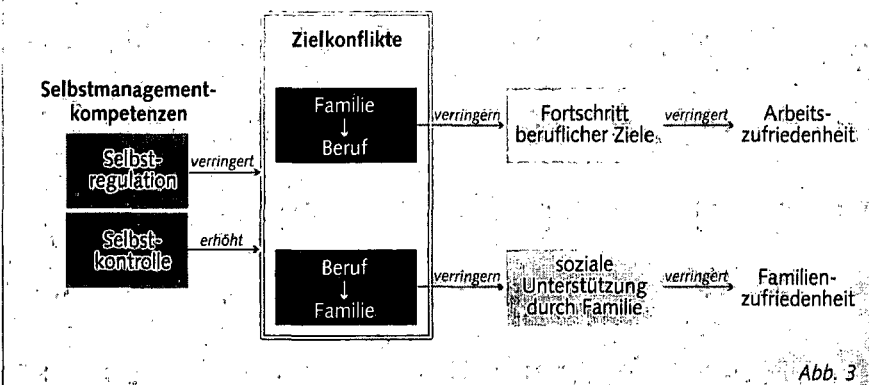 Zielkonflikte
Selbstmanagement-
kompetenzen
Selbst-
regulation
verringert
Selbst-
kontrolle
erhöht
Familie
↓
Beruf
verringern
Fortschritt
beruflicher Ziele
verringert
Arbeits-
zufriedenheit
Beruf
↓
Familie
verringern
soziale
Unterstützung
durch Familie
verringert
Familien-
zufriedenheit
Abb. 3